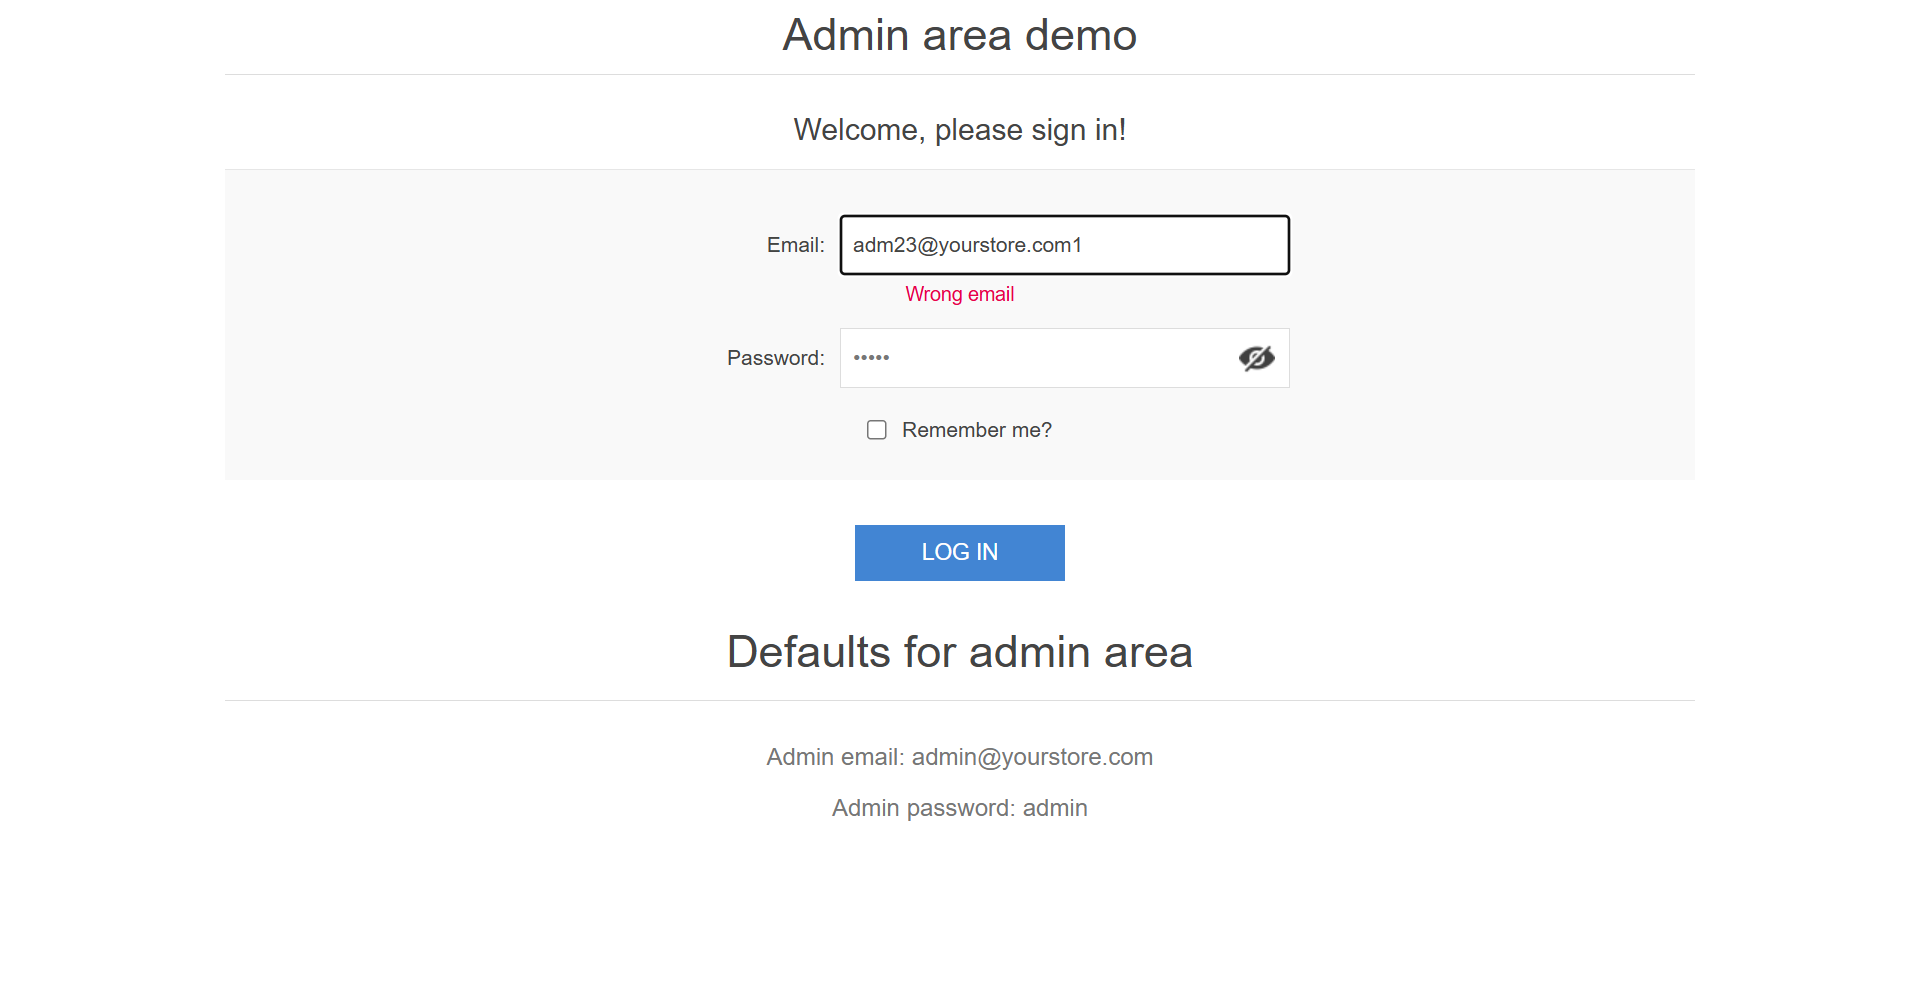 Admin area demo
Welcome, please sign in!
Email: adm23@yourstore.com1
Wrong email
Password: •••••
Remember me?
LOG IN
Defaults for admin area
Admin email: admin@yourstore.com
Admin password: admin